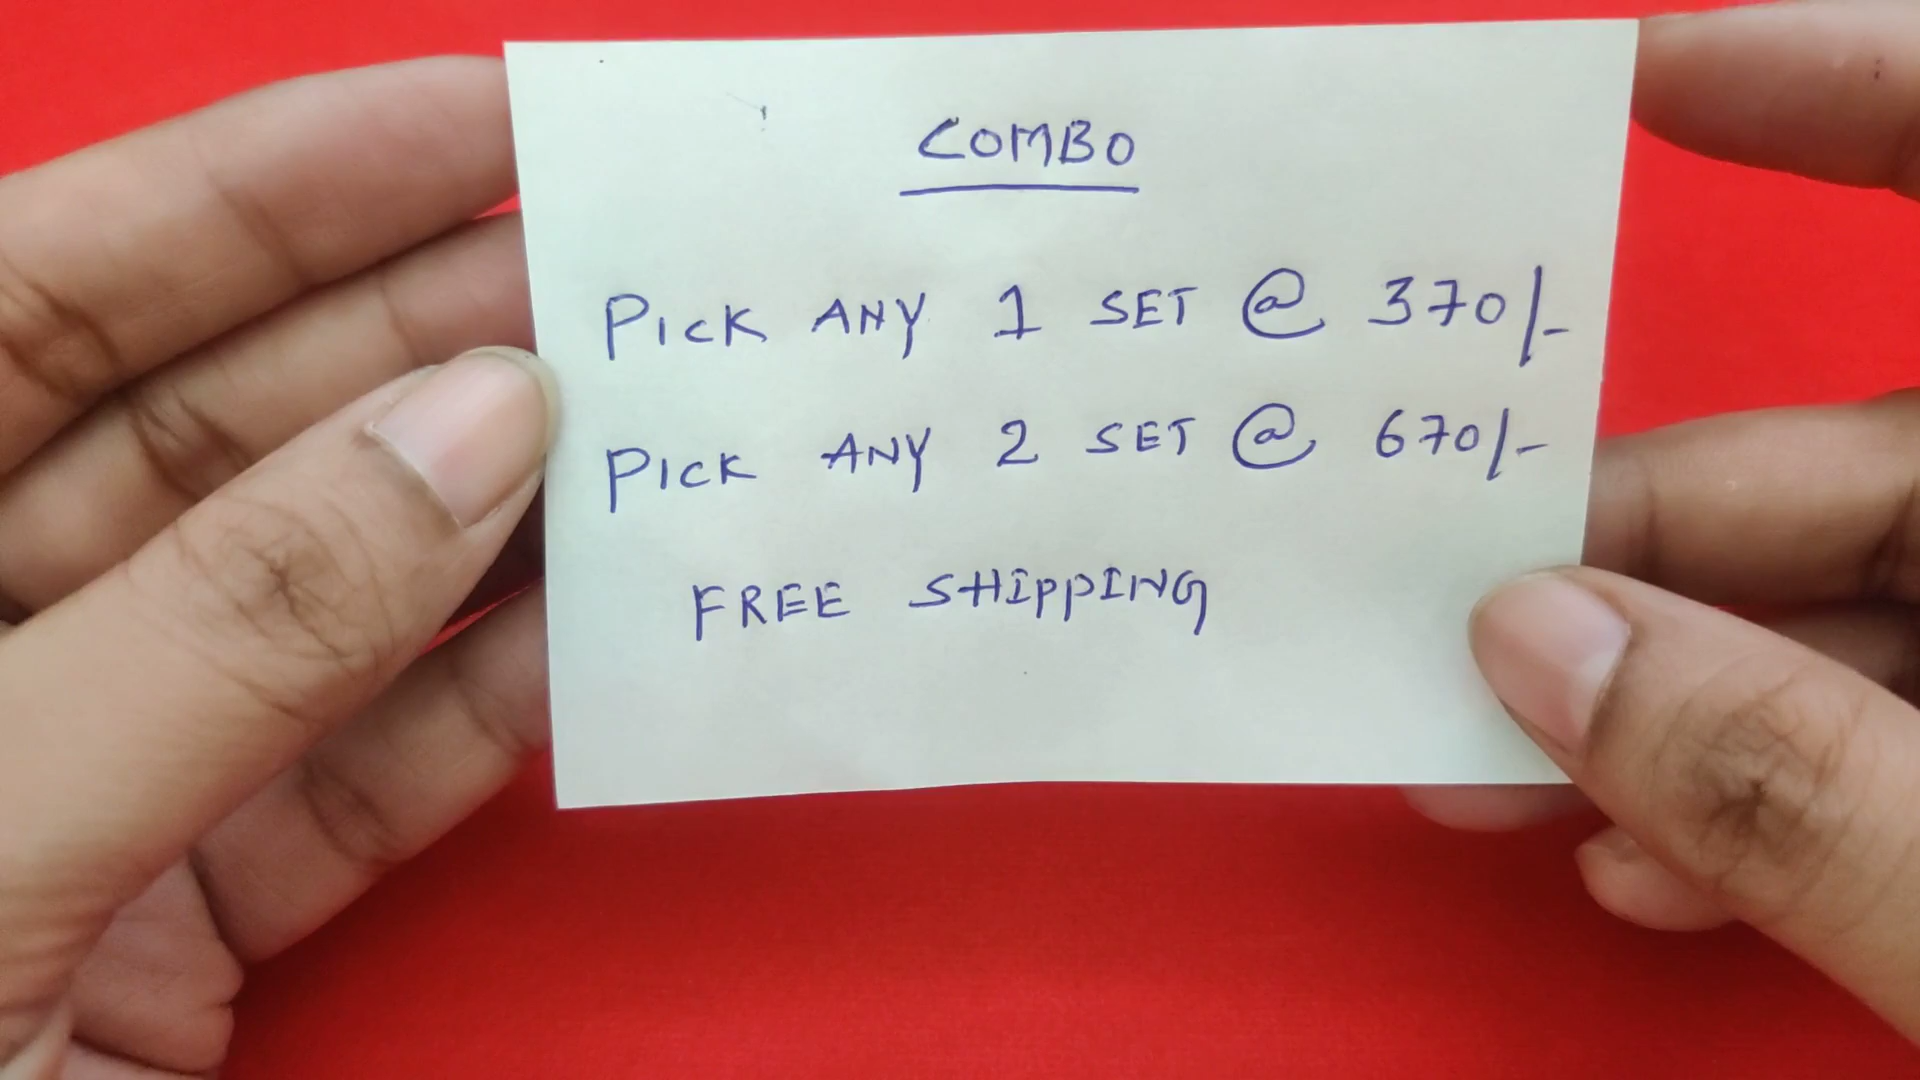 COMBO
PICK ANY 1 SET @ 370/-
PICK ANY 2 SET @ 670/-
FREE SHIPPING